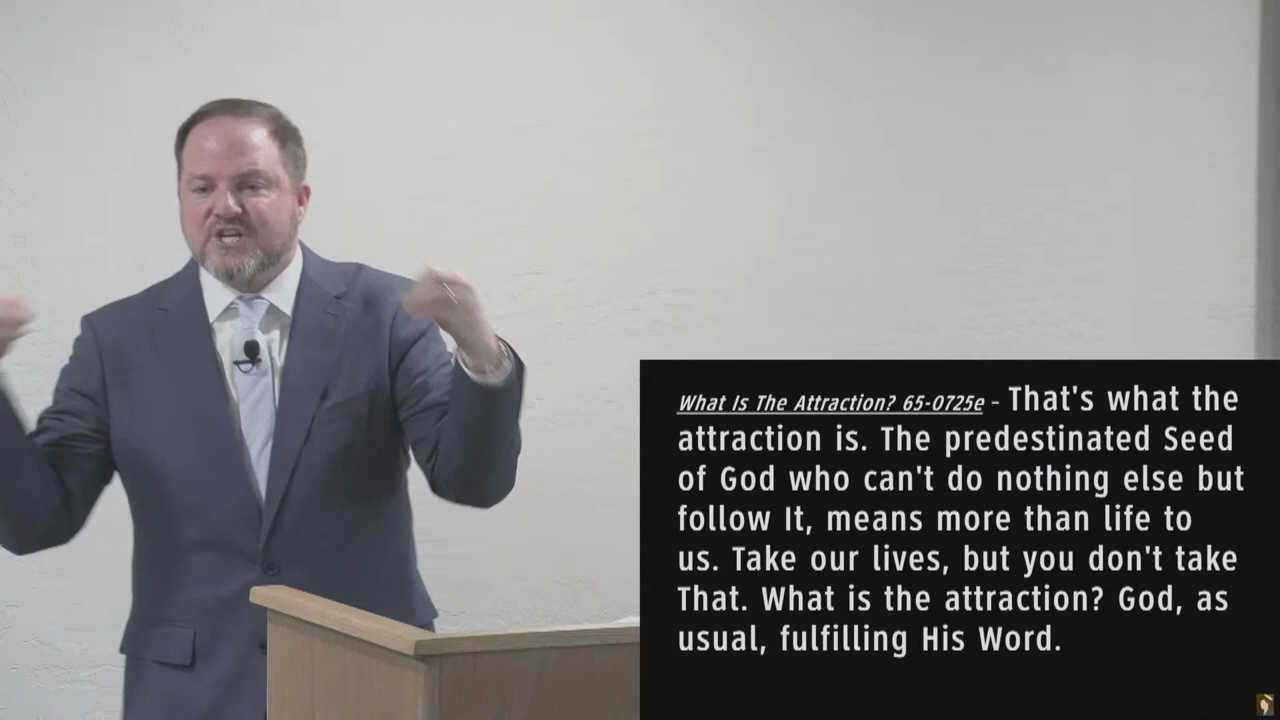 What Is The Attraction? 65-0725e - That's what the
attraction is. The predestinated Seed
of God who can't do nothing else but
follow It, means more than life to
us. Take our lives, but you don't take
That. What is the attraction? God, as
usual, fulfilling His Word.